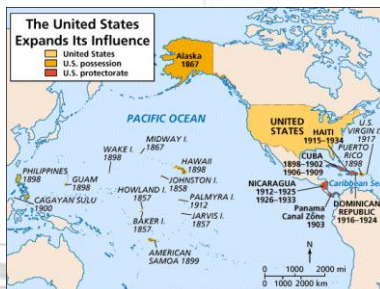 The United States
Expands Its Influence
United States
U.S. possession
U.S. protectorate
Alaska
1867
PACIFIC OCEAN
UNITED
STATES
HAITI
1915–1934
U.S.
VIRGIN I.
1917
PUERTO
RICO
1898
CUBA
1898–1902
1906–1909
Caribbean Sea
MIDWAY I.
1867
WAKE I.
1898
HAWAII
1898
PHILIPPINES
1898
GUAM
1898
JOHNSTON I.
1858
HOWLAND I.
1857
PALMYRA I.
1912
CAGAYAN SULU
1900
JARVIS I.
1857
BAKER I.
1857
AMERICAN
SAMOA 1899
NICARAGUA
1912–1925
1926–1933
Panama
Canal Zone
1903
DOMINICAN
REPUBLIC
1916–1924
N
0 1000 2000 mi
0 1000 2000 km